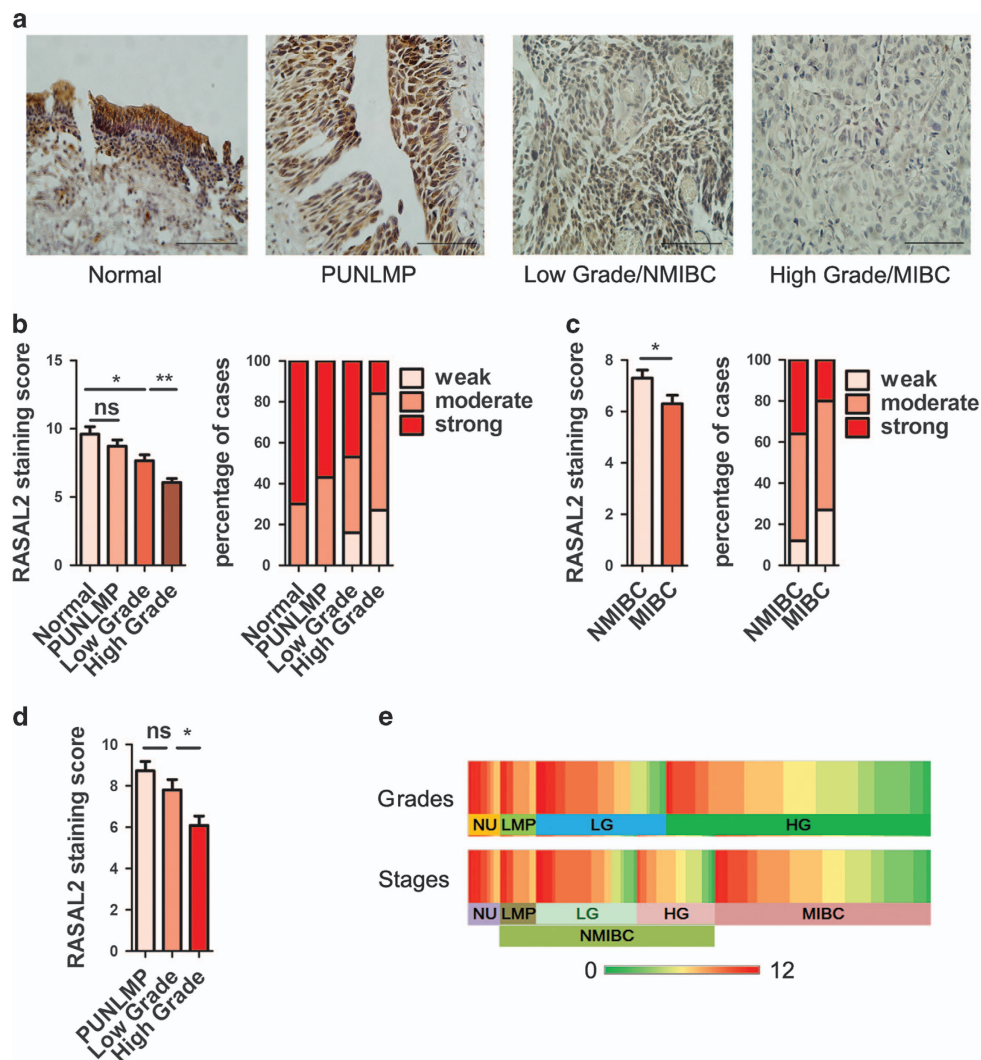 a
Normal
PUNLMP
Low Grade/NMIBC
High Grade/MIBC
b
RASAL2 staining score
15
10
5
0
*
**
ns
Normal
PUNLMP
Low Grade
High Grade
percentage of cases
100
80
60
40
20
0
Normal
PUNLMP
Low Grade
High Grade
weak
moderate
strong
c
RASAL2 staining score
8
6
4
2
0
*
NMIBC
MIBC
percentage of cases
100
80
60
40
20
0
NMIBC
MIBC
weak
moderate
strong
d
RASAL2 staining score
10
8
6
4
2
0
ns
*
PUNLMP
Low Grade
High Grade
e
Grades
NU LMP LG HG
Stages
NU LMP LG HG MIBC
NMIBC
0 12